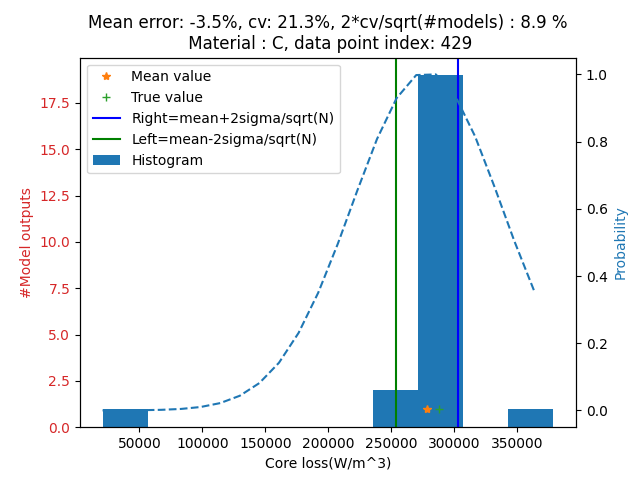 Mean error: -3.5%, cv: 21.3%, 2*cv/sqrt(#models) : 8.9 %
Material : C, data point index: 429
Mean value
True value
Right=mean+2sigma/sqrt(N)
Left=mean-2sigma/sqrt(N)
Histogram
#Model outputs
17.5
15.0
12.5
10.0
7.5
5.0
2.5
0.0
1.0
0.8
0.6
0.4
0.2
0.0
Probability
50000 100000 150000 200000 250000 300000 350000
Core loss(W/m^3)